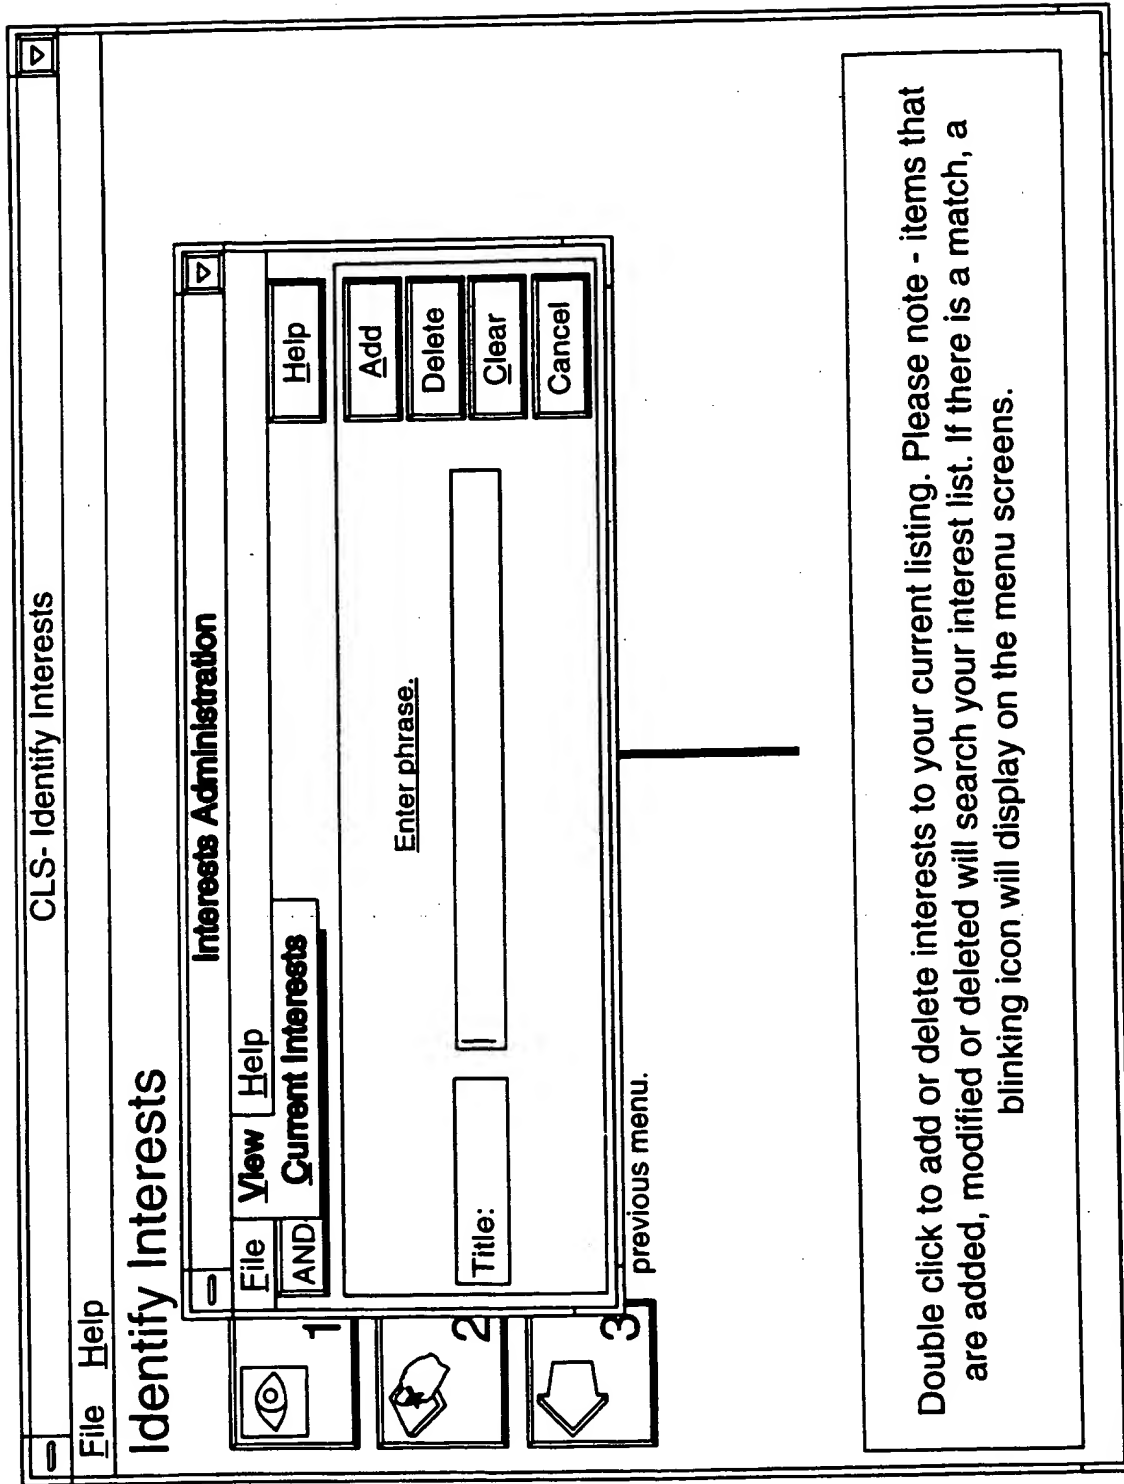 CLS- Identify Interests
File Help
Identify Interests
Interests Administration
File View Help
Current Interests
AND
Help
Enter phrase.
Title:
Add
Delete
Clear
Cancel
1
2
3
previous menu.
Double click to add or delete interests to your current listing. Please note - items that
are added, modified or deleted will search your interest list. If there is a match, a
blinking icon will display on the menu screens.